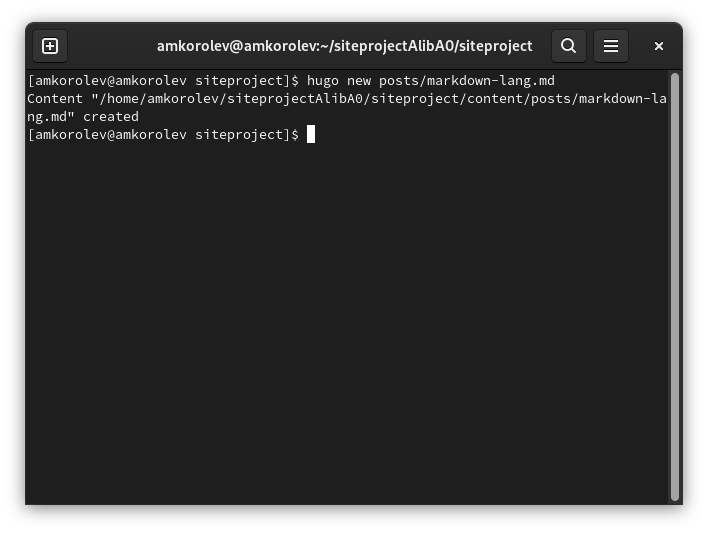 amkorolev@amkorolev:~/siteprojectAlibA0/siteproject
[amkorolev@amkorolev siteproject]$ hugo new posts/markdown-lang.md
Content "/home/amkorolev/siteprojectAlibA0/siteproject/content/posts/markdown-la
ng.md" created
[amkorolev@amkorolev siteproject]$